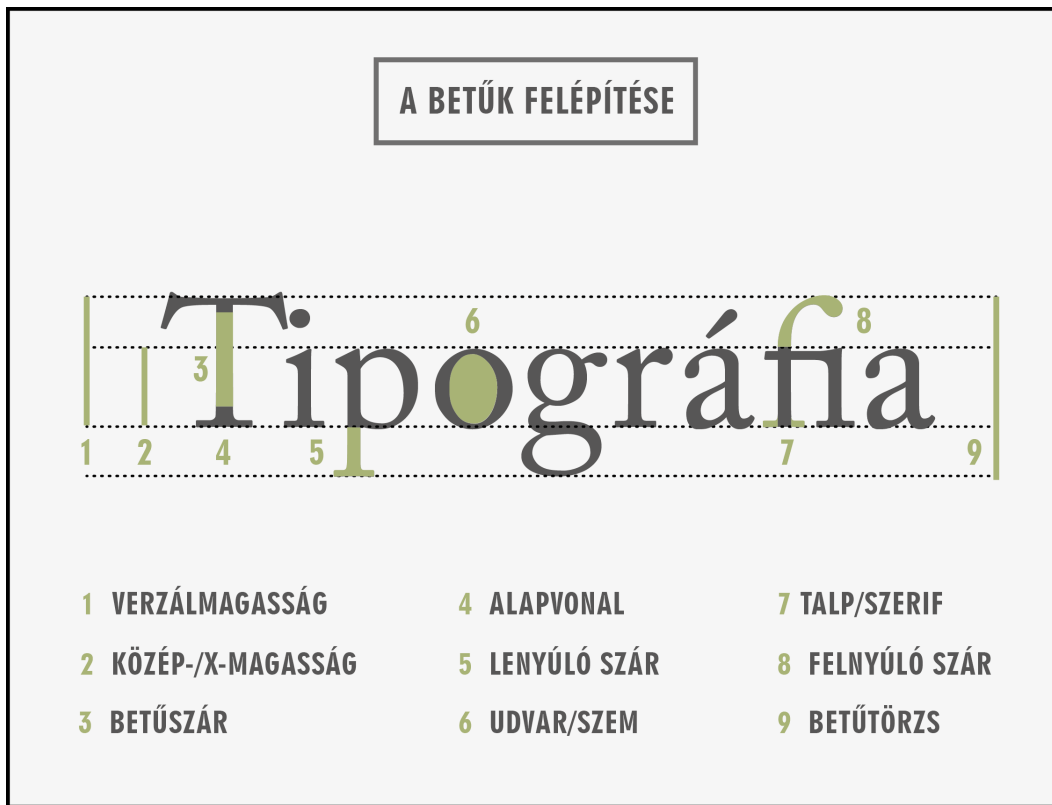 A BETŰK FELÉPÍTÉSE
Tipográfia
6
8
3
1
2
4
5
7
9
1 VERZÁLMAGASSÁG
2 KÖZÉP-/X-MAGASSÁG
3 BETŰSZÁR
4 ALAPVONAL
5 LENYÚLÓ SZÁR
6 UDVAR/SZEM
7 TALP/SZERIF
8 FELNYÚLÓ SZÁR
9 BETŰTÖRZS